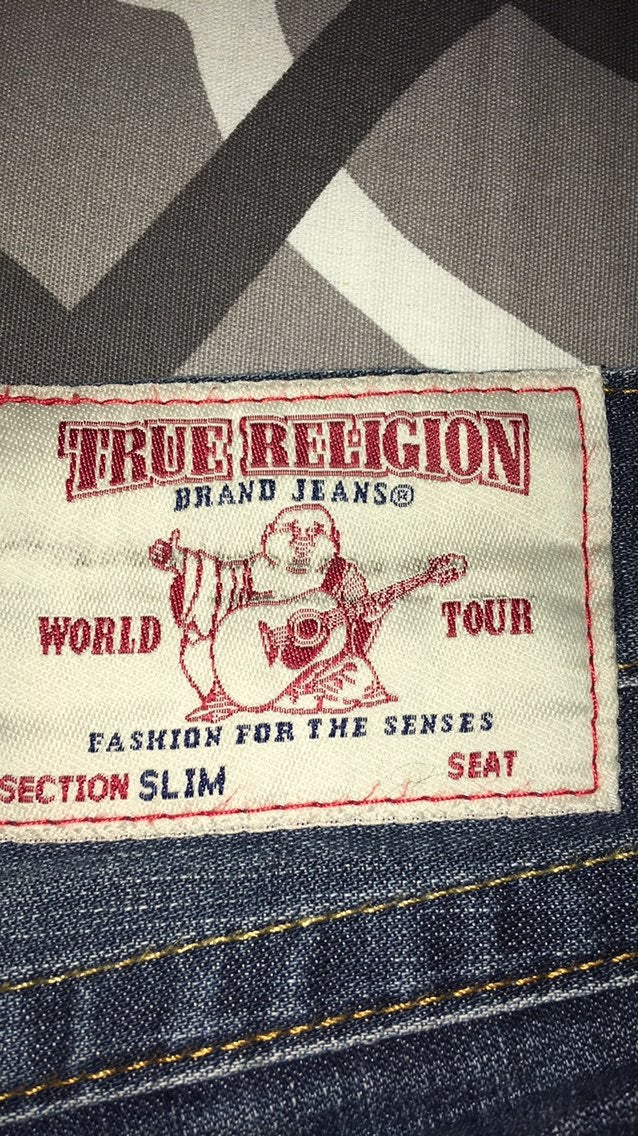 TRUE RELIGION
BRAND JEANS®
WORLD TOUR
FASHION FOR THE SENSES
SECTION SLIM SEAT